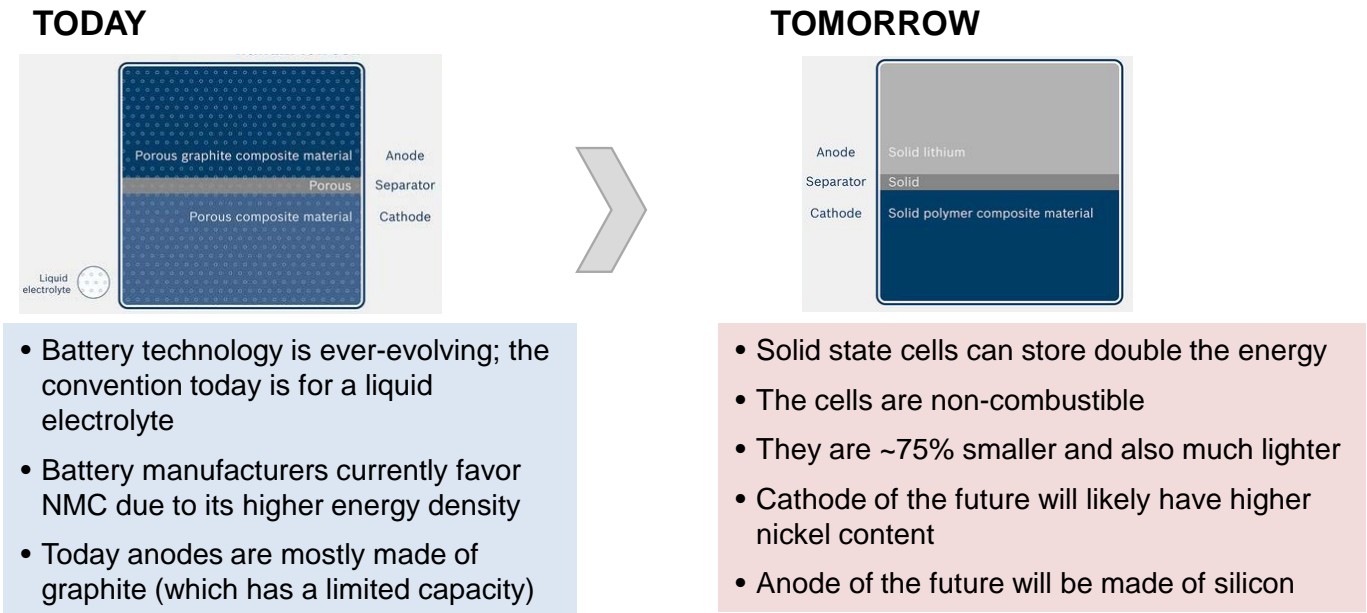 TODAY
Porous graphite composite material
Anode
Porous
Separator
Porous composite material
Cathode
Liquid
electrolyte
• Battery technology is ever-evolving; the
convention today is for a liquid
electrolyte
• Battery manufacturers currently favor
NMC due to its higher energy density
• Today anodes are mostly made of
graphite (which has a limited capacity)
TOMORROW
Anode
Solid lithium
Separator
Solid
Cathode
Solid polymer composite material
• Solid state cells can store double the energy
• The cells are non-combustible
• They are ~75% smaller and also much lighter
• Cathode of the future will likely have higher
nickel content
• Anode of the future will be made of silicon